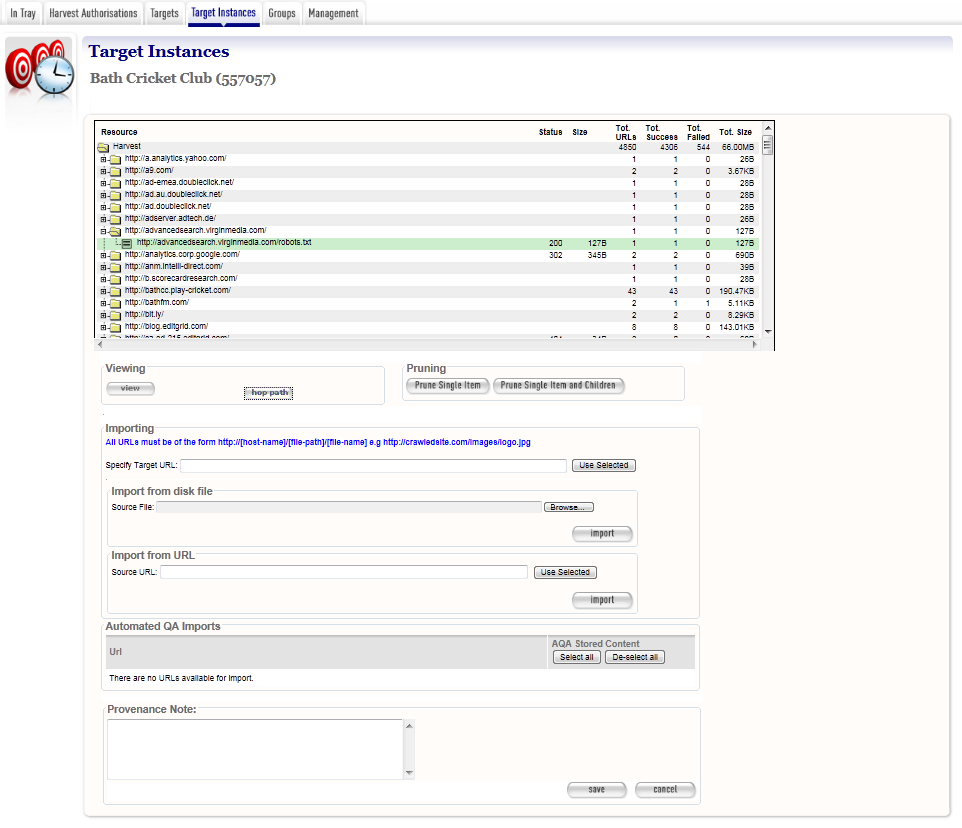 In Tray Harvest Authorisations Targets Target Instances Groups Management
Target Instances
Bath Cricket Club (557057)
Resource Status Size Tot. URLs Tot. Success Tot. Failed Tot. Size
Harvest 4850 4306 544 66.00MB
http://a.analytics.yahoo.com/ 1 1 0 26B
http://a9.com/ 2 2 0 3.67KB
http://ad-emea.doubleclick.net/ 1 1 0 28B
http://ad.au.doubleclick.net/ 1 1 0 28B
http://ad.doubleclick.net/ 1 1 0 28B
http://adserver.adtech.de/ 1 1 0 26B
http://advancedsearch.virginmedia.com/ 1 1 0 127B
http://advancedsearch.virginmedia.com/robots.txt 200 127B 1 1 0 127B
http://analytics.corp.google.com/ 302 345B 2 2 0 690B
http://anm.intelli-direct.com/ 1 1 0 39B
http://b.scorecardresearch.com/ 1 1 0 28B
http://bathcc.play-cricket.com/ 43 43 0 190.47KB
http://bathfm.com/ 2 1 1 5.11KB
http://bit.ly/ 2 2 0 8.29KB
http://blog.editgrid.com/ 8 8 0 143.01KB
Viewing
view hop path
Pruning
Prune Single Item Prune Single Item and Children
Importing
All URLs must be of the form http://[host-name]/[file-path]/[file-name] e.g http://crawledsite.com/images/logo.jpg
Specify Target URL: Use Selected
Import from disk file
Source File: Browse...
import
Import from URL
Source URL: Use Selected
import
Automated QA Imports
Url AQA Stored Content
Select all De-select all
There are no URLs available for import.
Provenance Note:
save cancel